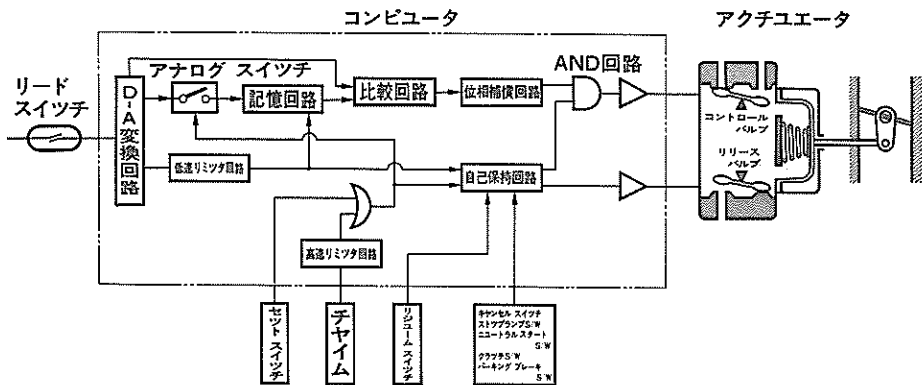 コンピュータ
アクチユエータ
リード
スイッチ
D-A変換回路
アナログ スイッチ
記憶回路
比較回路
位相補償回路
AND回路
低速リミツタ回路
自己保持回路
高速リミツタ回路
コントロール
バルブ
リリース
バルブ
セット スイッチ
チャイム
リジューム スイッチ
キャンセル スイッチ
ストツプランプS/W
ニュートラル スタート
S/W
クラツチS/W
パーキング ブレーキ
S/W